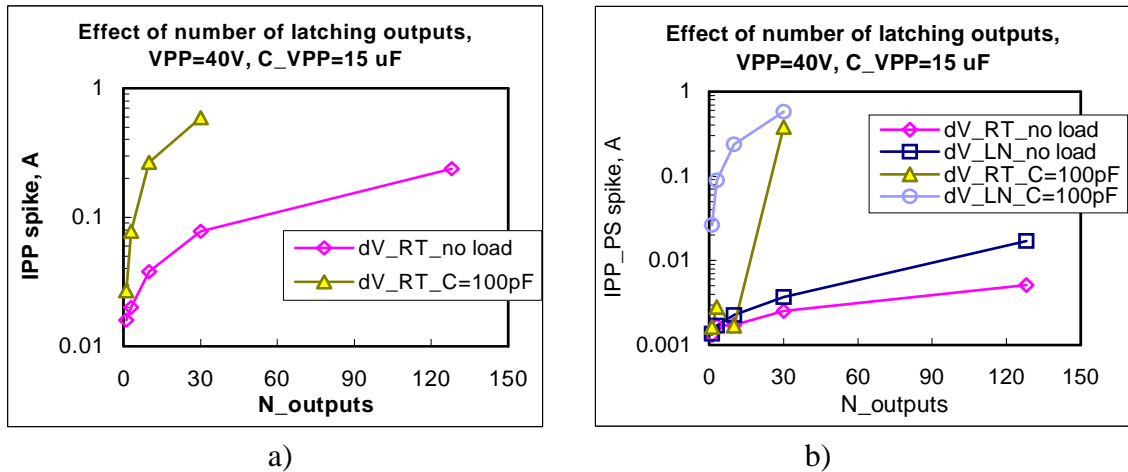 Effect of number of latching outputs,
VPP=40V, C_VPP=15 uF
1
0.1
0.01
IPP spike, A
dV_RT_no load
dV_RT_C=100pF
0
30
60
90
120
150
N_outputs
a)
Effect of number of latching outputs,
VPP=40V, C_VPP=15 uF
1
0.1
0.01
0.001
IPP_PS spike, A
dV_RT_no load
dV_LN_no load
dV_RT_C=100pF
dV_LN_C=100pF
0
30
60
90
120
150
N_outputs
b)